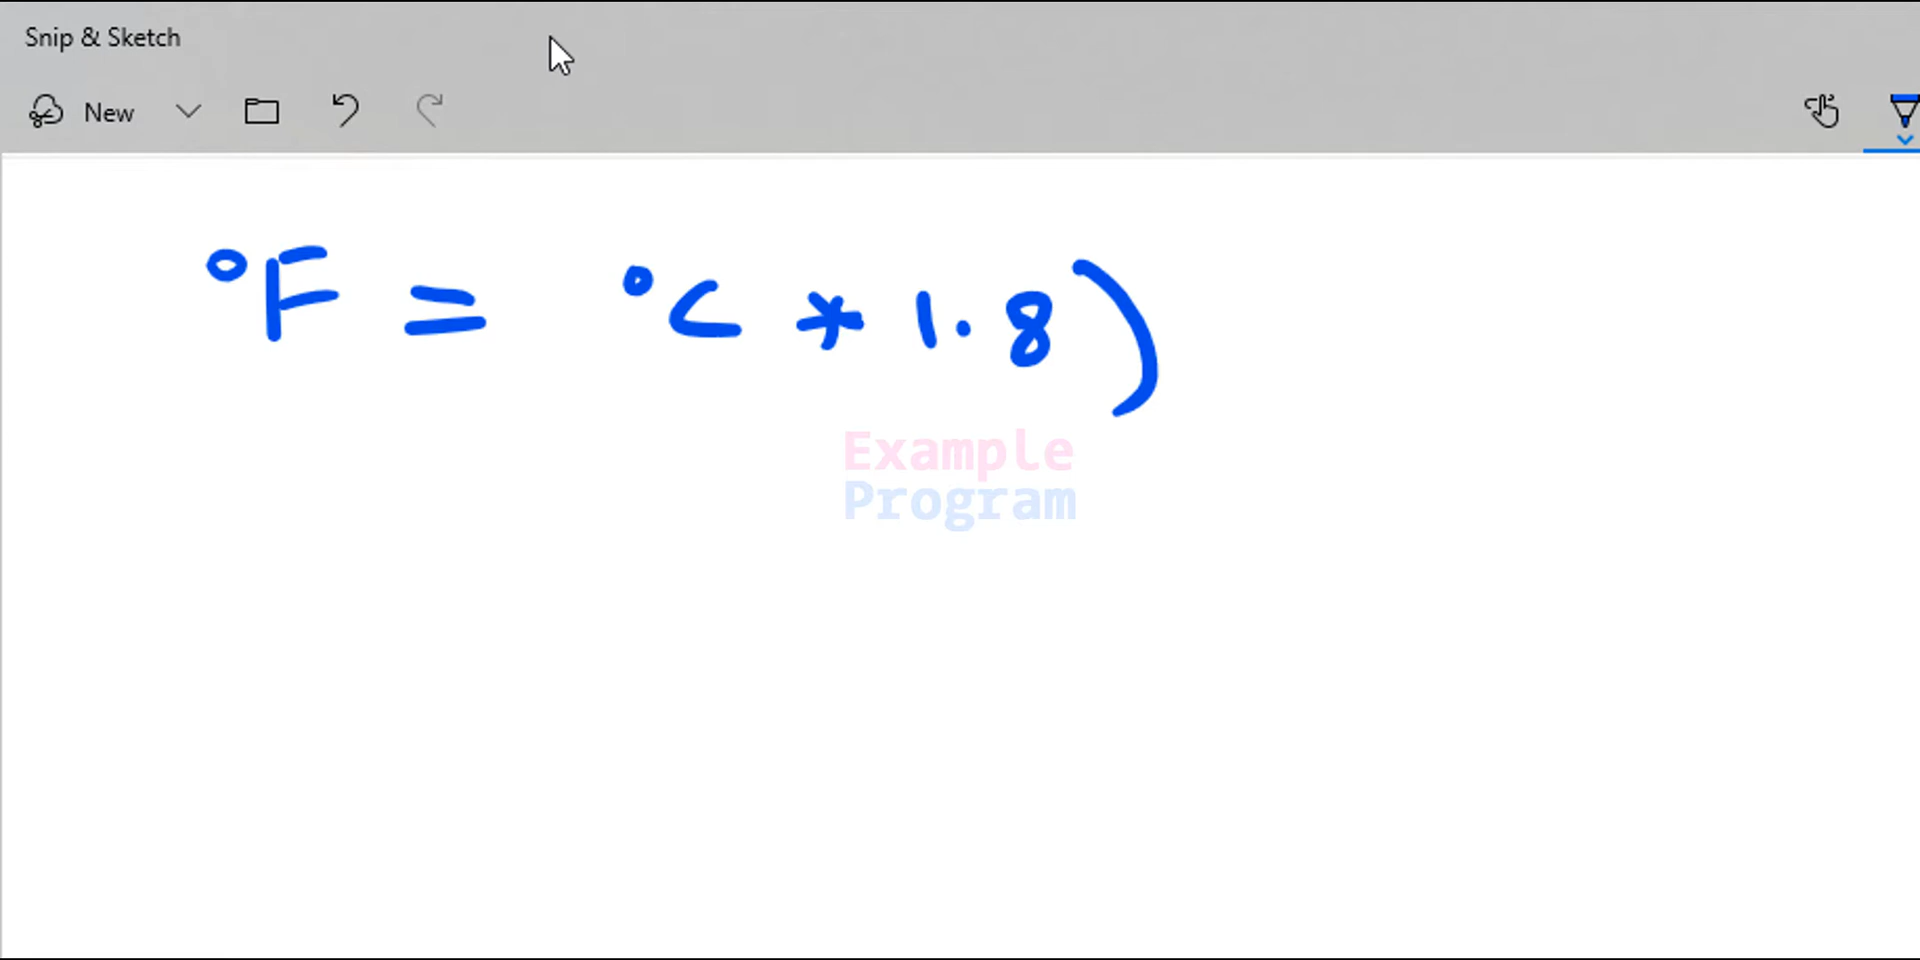 Snip & Sketch
New
°F = °C * 1.8)
Example
Program